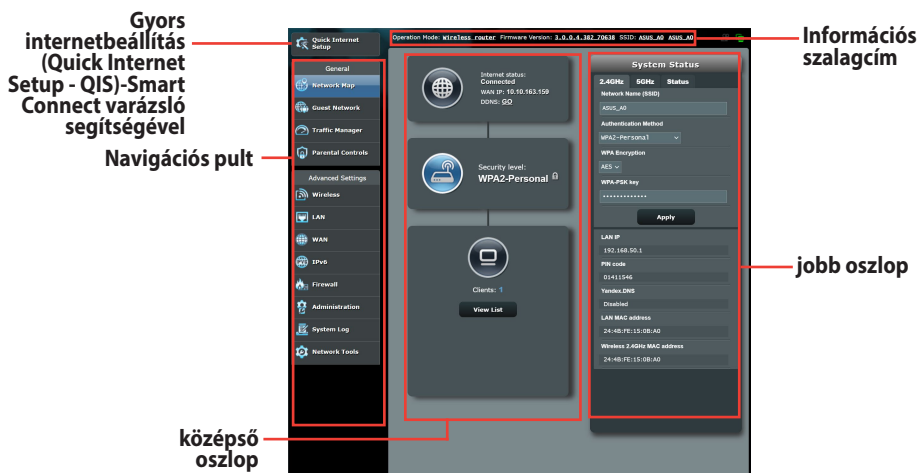 Gyors
internetbeállítás
(Quick Internet
Setup - QIS)-Smart
Connect varázsló
segítségével
Navigációs pult
Quick Internet
Setup
General
Network Map
Guest Network
Traffic Manager
Parental Controls
Advanced Settings
Wireless
LAN
WAN
IPv6
Firewall
Administration
System Log
Network Tools
Operation Mode: Wireless router Firmware Version: 3.0.0.4.382_70638 SSID: ASUS_A0 ASUS_A0
Internet status:
Connected
WAN IP: 10.10.163.159
DDNS: GO
Security level:
WPA2-Personal
Clients: 1
View List
System Status
2.4GHz 5GHz Status
Network Name (SSID)
ASUS_A0
Authentication Method
WPA2-Personal
WPA Encryption
AES
WPA-PSK key
•••••••••••••
Apply
LAN IP
192.168.50.1
PIN code
01411546
Yandex.DNS
Disabled
LAN MAC address
24:4B:FE:15:0B:A0
Wireless 2.4GHz MAC address
24:4B:FE:15:0B:A0
Információs
szalagcím
jobb oszlop
középső
oszlop